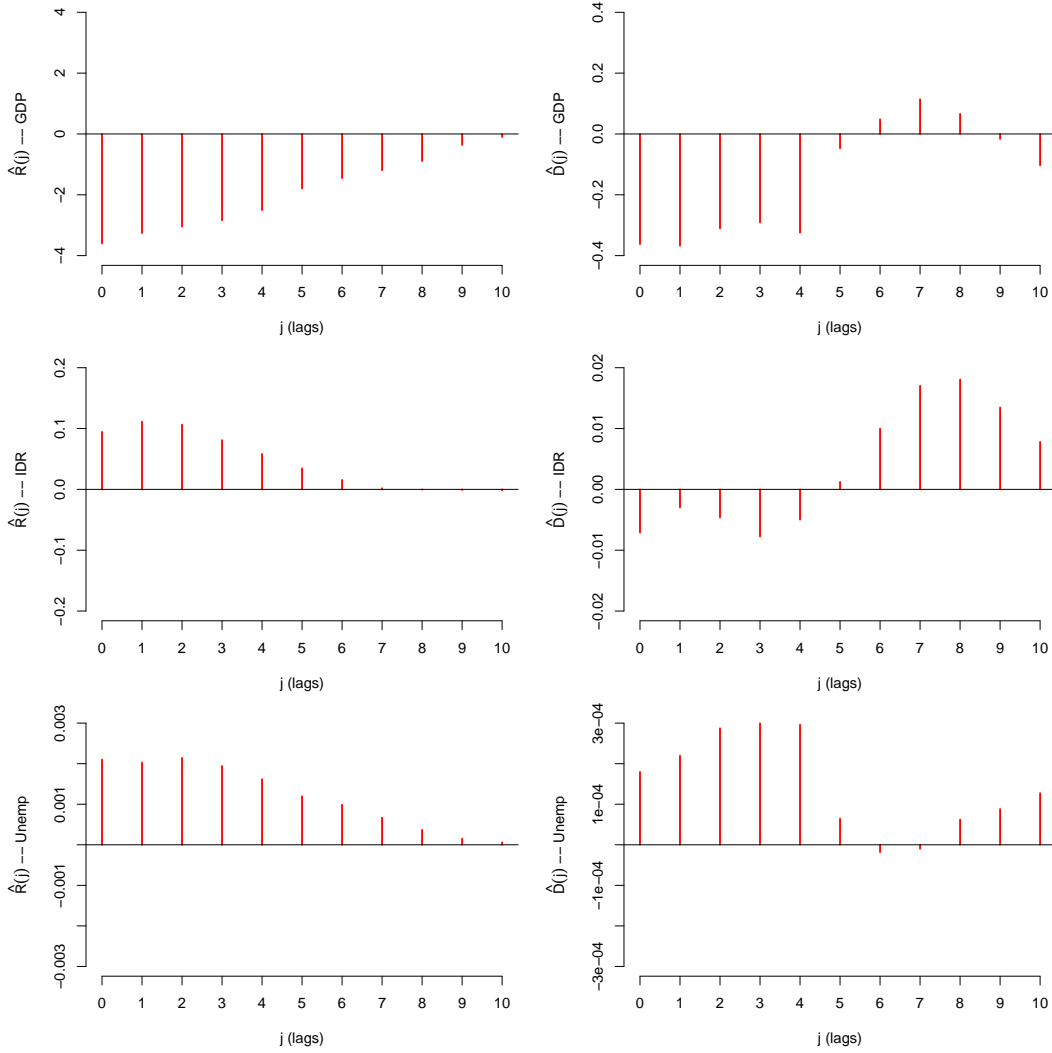 R̂(j) −− GDP
4
2
0
−2
−4
0 1 2 3 4 5 6 7 8 9 10
j (lags)
D̂(j) −− GDP
0.4
0.2
0.0
−0.2
−0.4
0 1 2 3 4 5 6 7 8 9 10
j (lags)
R̂(j) −− IDR
0.2
0.1
0.0
−0.1
−0.2
0 1 2 3 4 5 6 7 8 9 10
j (lags)
D̂(j) −− IDR
0.02
0.01
0.00
−0.01
−0.02
0 1 2 3 4 5 6 7 8 9 10
j (lags)
R̂(j) −− Unemp
0.003
0.001
−0.001
−0.003
0 1 2 3 4 5 6 7 8 9 10
j (lags)
D̂(j) −− Unemp
3e−04
1e−04
−1e−04
−3e−04
0 1 2 3 4 5 6 7 8 9 10
j (lags)